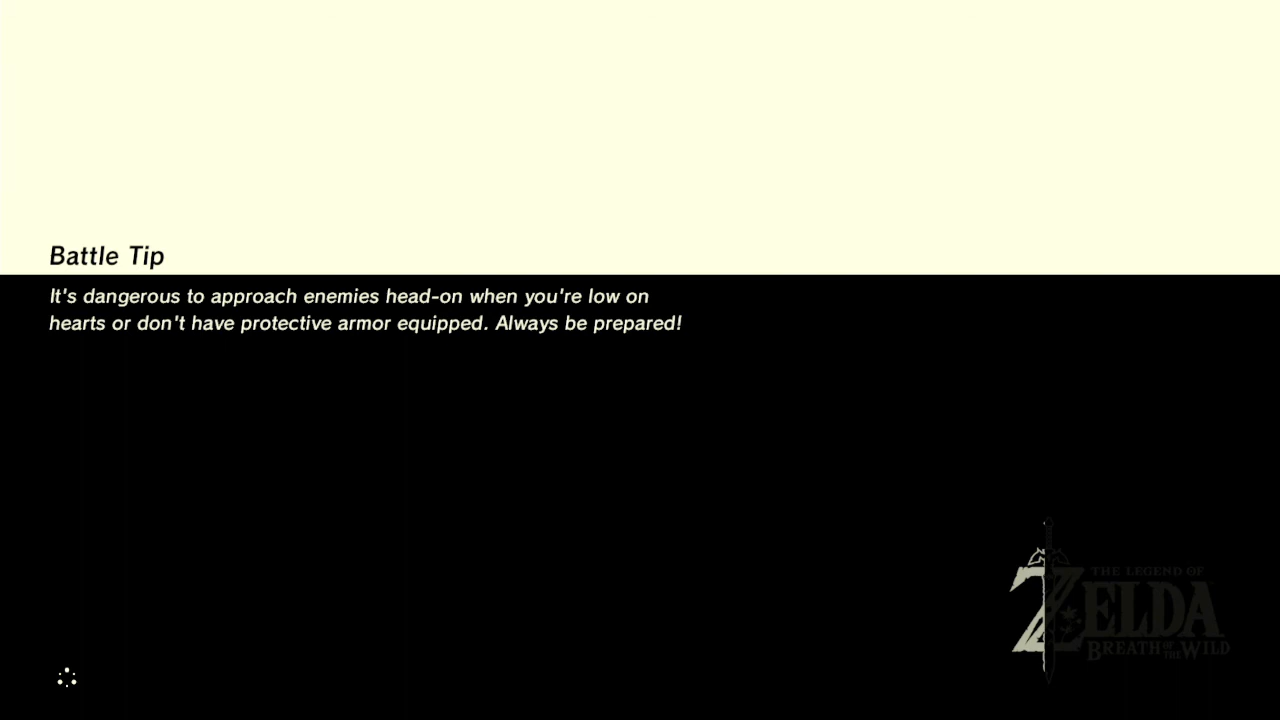 Battle Tip
It's dangerous to approach enemies head-on when you're low on
hearts or don't have protective armor equipped. Always be prepared!
THE LEGEND OF
ZELDA
BREATH OF THE WILD